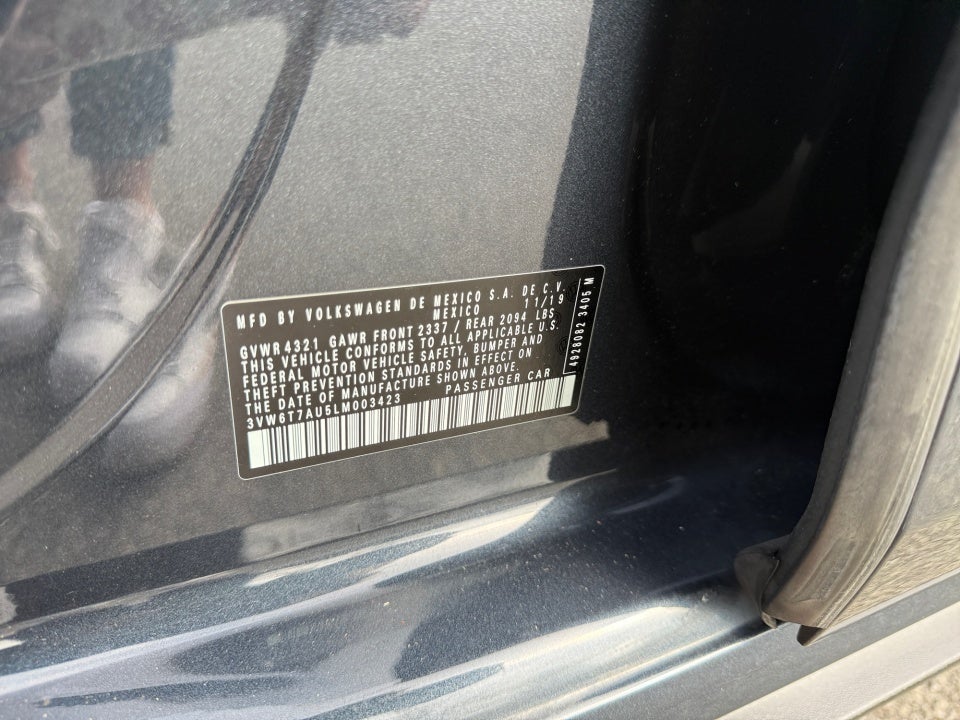 MFD BY VOLKSWAGEN DE MEXICO S.A. DE C.V.
MEXICO 11/19
GVWR 4321 GAWR FRONT 2337 / REAR 2094 LBS
THIS VEHICLE CONFORMS TO ALL APPLICABLE U.S.
FEDERAL MOTOR VEHICLE SAFETY, BUMPER AND
THEFT PREVENTION STANDARDS IN EFFECT ON
THE DATE OF MANUFACTURE SHOWN ABOVE.
3VW6T7AU5LM003423 PASSENGER CAR
4928082 3405 M